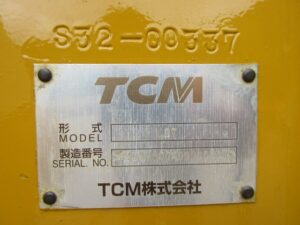 S32-00337
TCM
形式
MODEL
製造番号
SERIAL. NO.
TCM株式会社